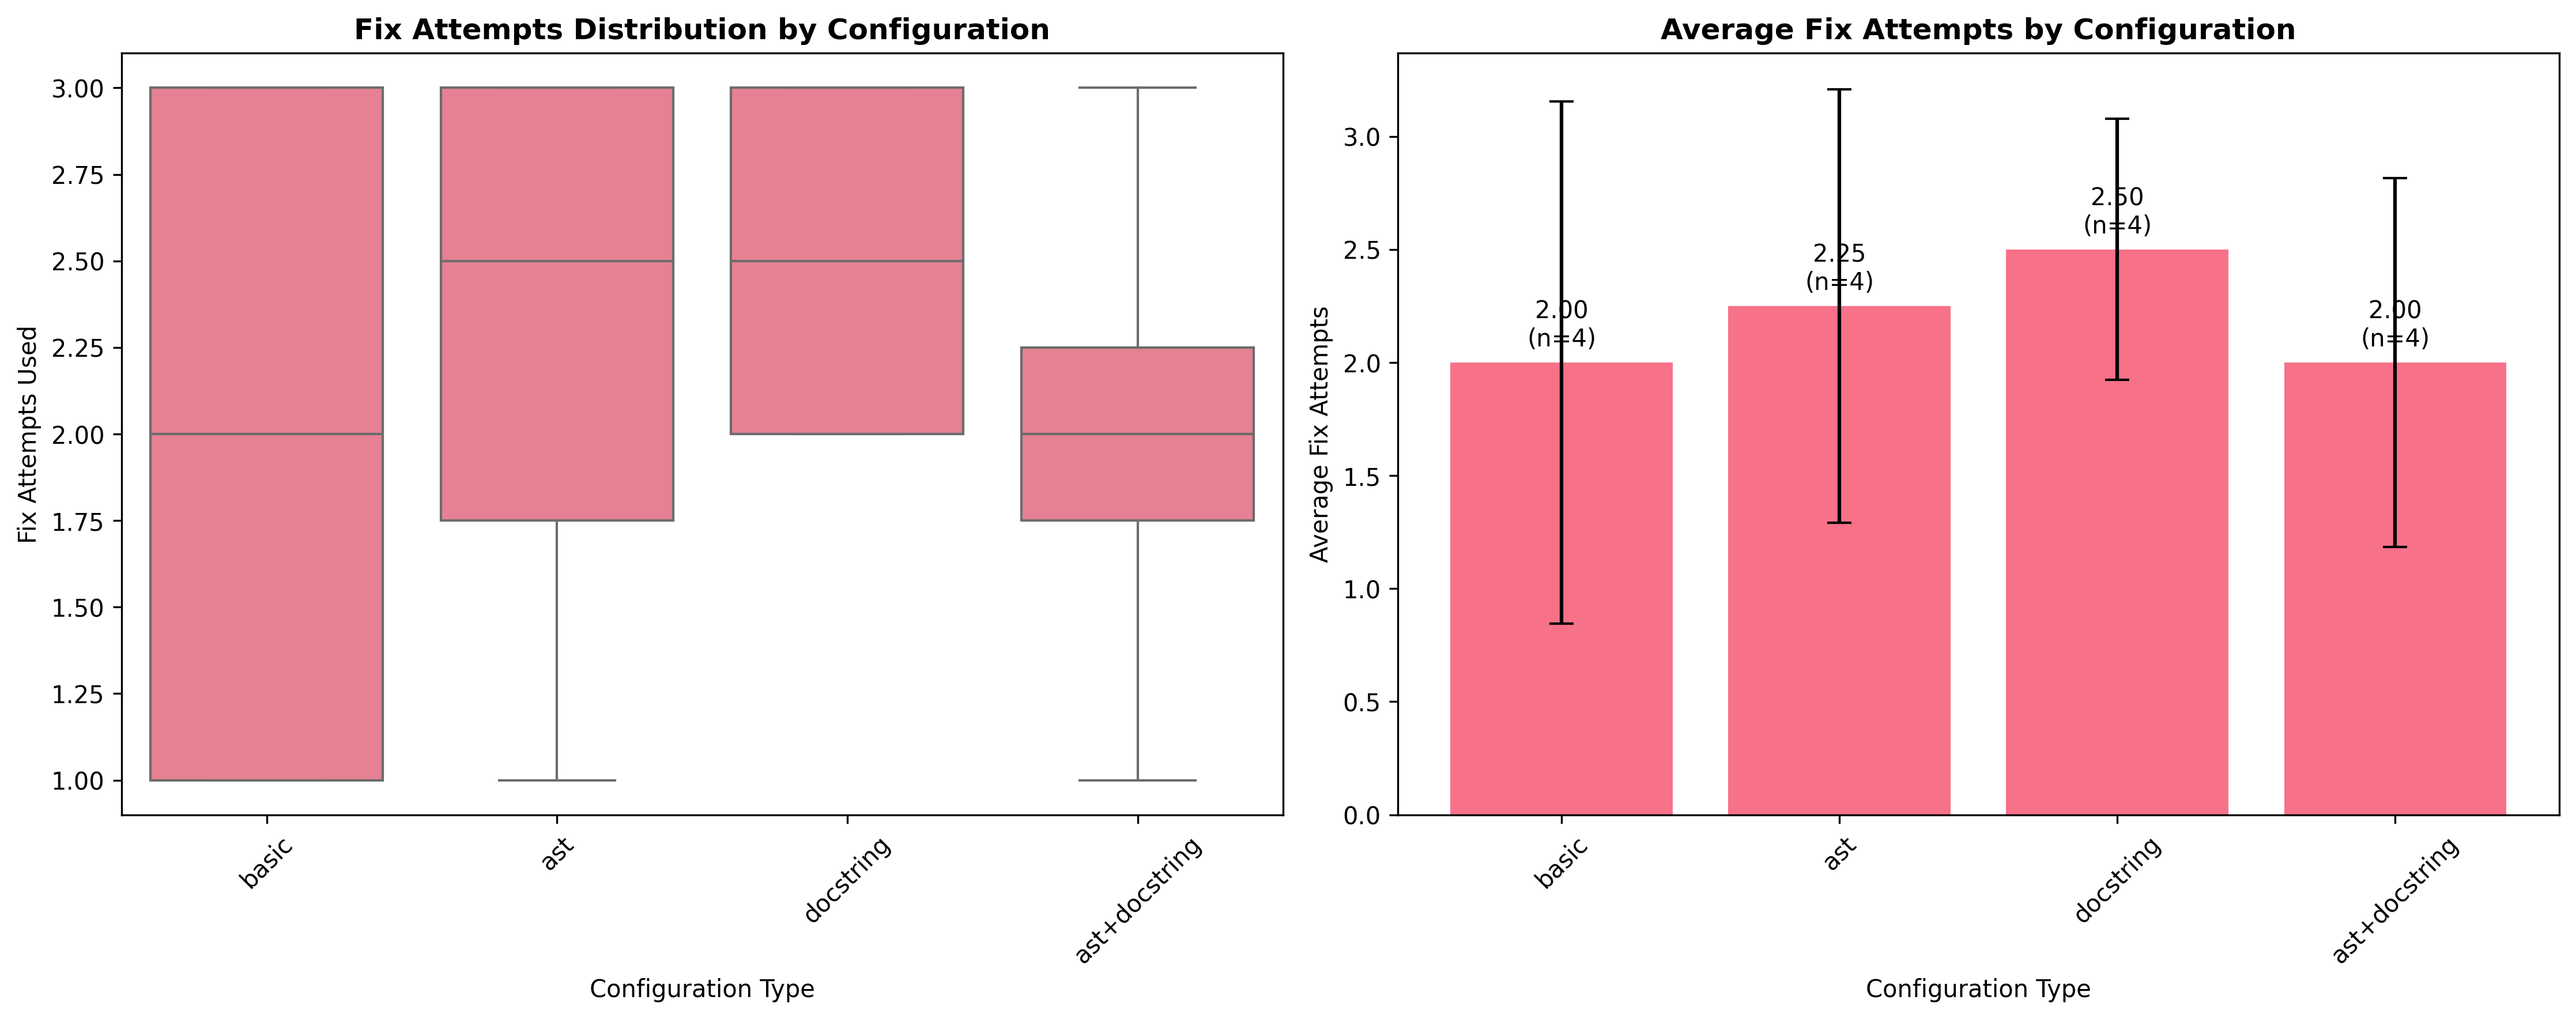 Fix Attempts Distribution by Configuration
Fix Attempts Used
3.00
2.75
2.50
2.25
2.00
1.75
1.50
1.25
1.00
basic
ast
docstring
ast+docstring
Configuration Type
Average Fix Attempts by Configuration
Average Fix Attempts
3.0
2.5
2.0
1.5
1.0
0.5
0.0
2.00
(n=4)
2.25
(n=4)
2.50
(n=4)
2.00
(n=4)
basic
ast
docstring
ast+docstring
Configuration Type